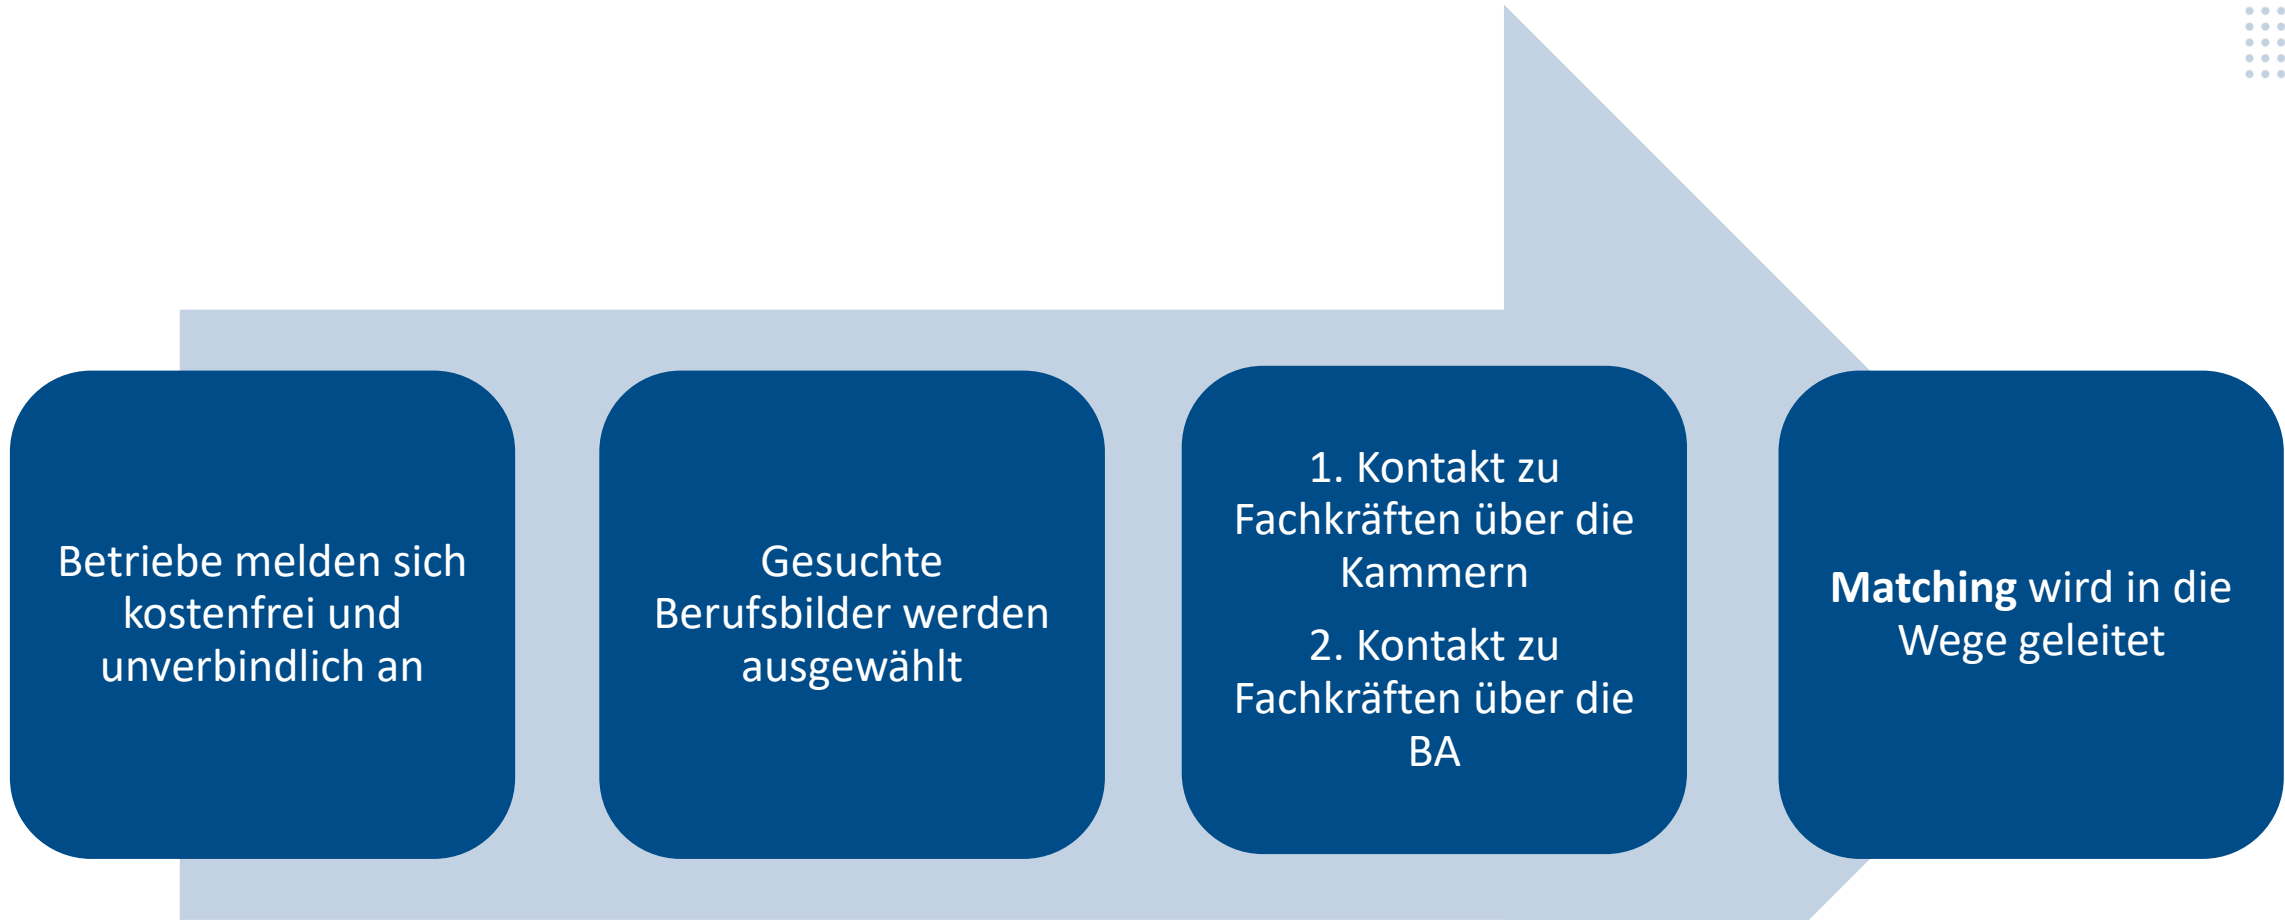 Betriebe melden sich
kostenfrei und
unverbindlich an
Gesuchte
Berufsbilder werden
ausgewählt
1. Kontakt zu
Fachkräften über die
Kammern
2. Kontakt zu
Fachkräften über die
BA
Matching wird in die
Wege geleitet